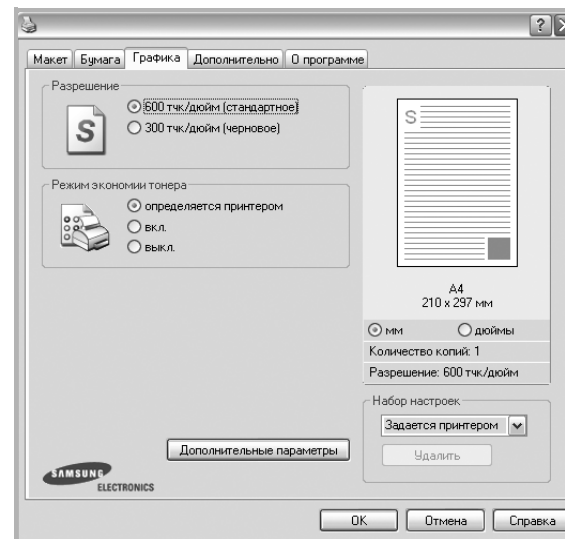 Макет Бумага Графика Дополнительно О программе
Разрешение
S
600 тчк/дюйм (стандартное)
300 тчк/дюйм (черновое)
Режим экономии тонера
определяется принтером
вкл.
выкл.
S
A4
210 x 297 мм
мм дюймы
Количество копий: 1
Разрешение: 600 тчк/дюйм
Набор настроек
Задается принтером
Удалить
Дополнительные параметры
SAMSUNG
ELECTRONICS
OK Отмена Справка